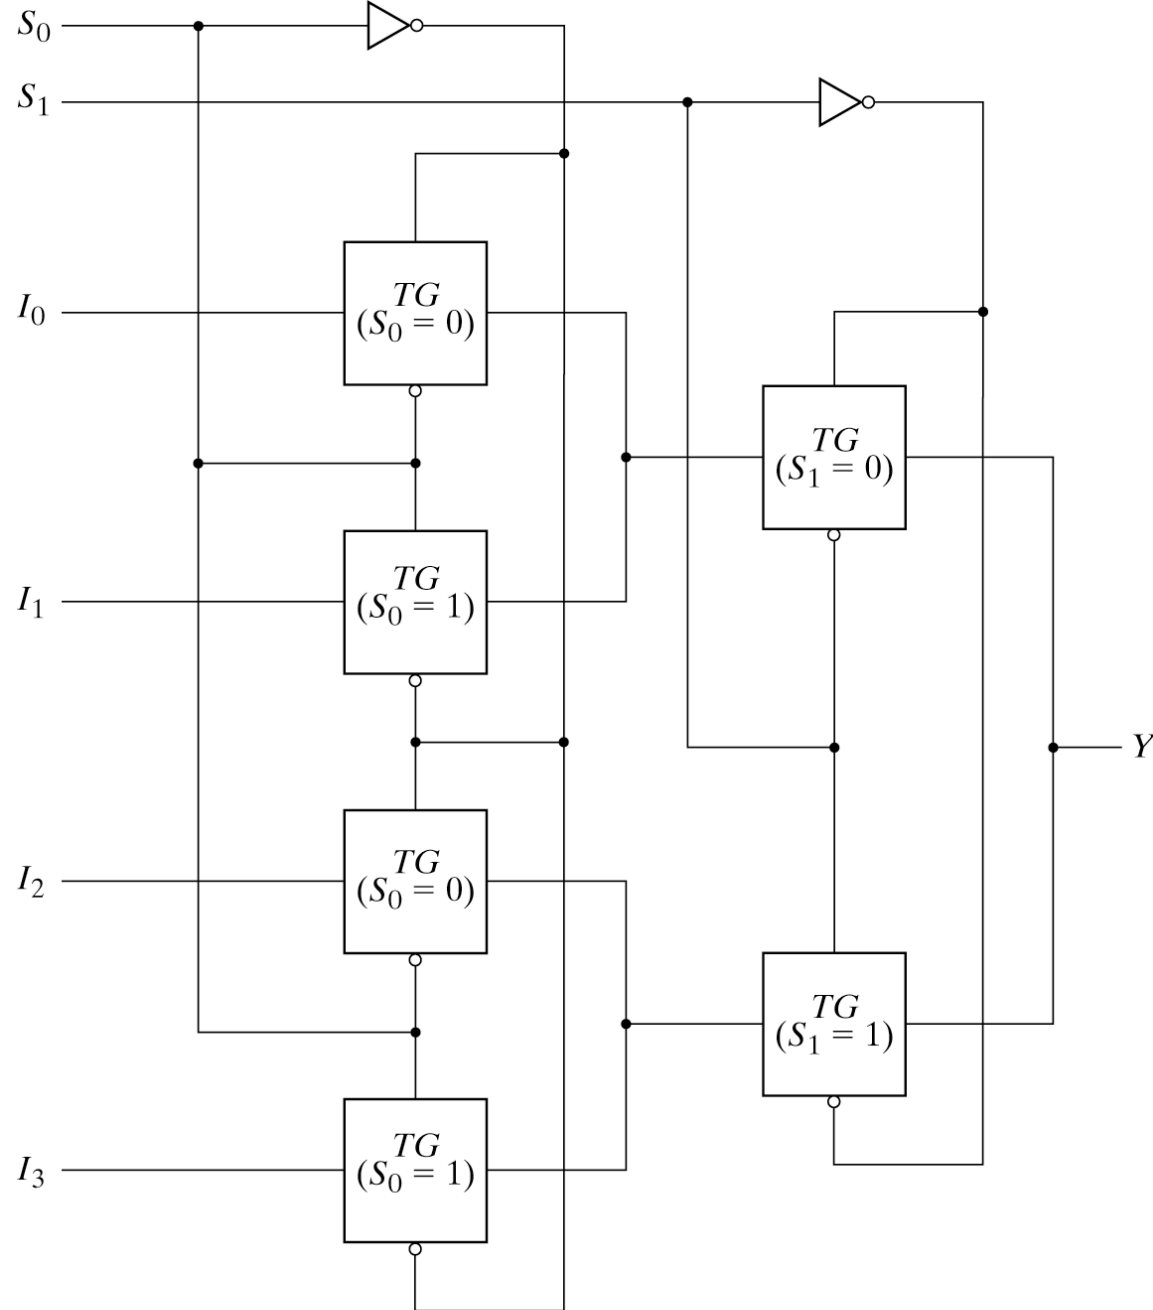 S₀
S₁
TG
(S₀ = 0)
I₀
TG
(S₁ = 0)
TG
(S₀ = 1)
I₁
Y
TG
(S₀ = 0)
I₂
TG
(S₁ = 1)
TG
(S₀ = 1)
I₃